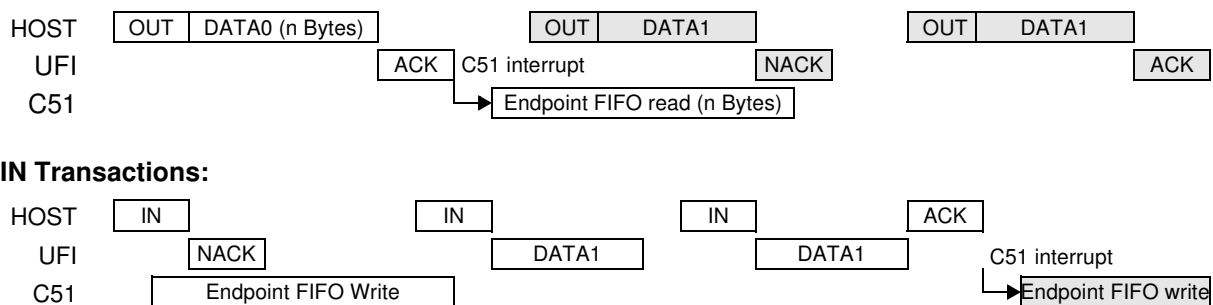 HOST OUT DATA0 (n Bytes) OUT DATA1 OUT DATA1
UFI ACK C51 interrupt NACK ACK
C51 Endpoint FIFO read (n Bytes)
IN Transactions:
HOST IN IN IN ACK
UFI NACK DATA1 DATA1 C51 interrupt
C51 Endpoint FIFO Write Endpoint FIFO write